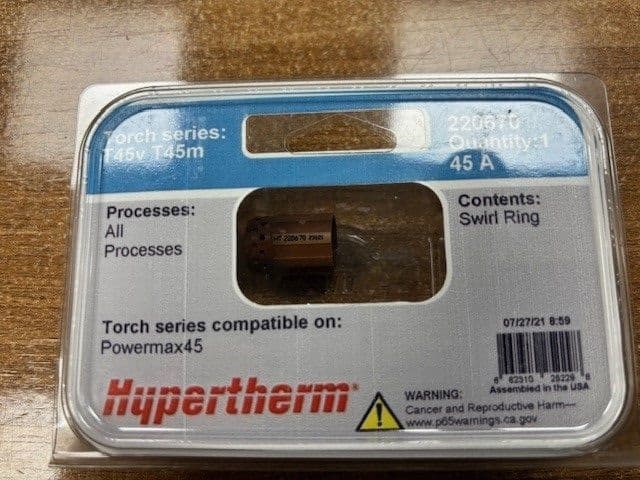 Torch series:
T45v T45m
220670
Quantity:1
45 A
Processes:
All
Processes
HT 220670
Contents:
Swirl Ring
Torch series compatible on:
Powermax45
07/27/21 8:59
Assembled in the USA
Hypertherm®
WARNING:
Cancer and Reproductive Harm—
www.p65warnings.ca.gov